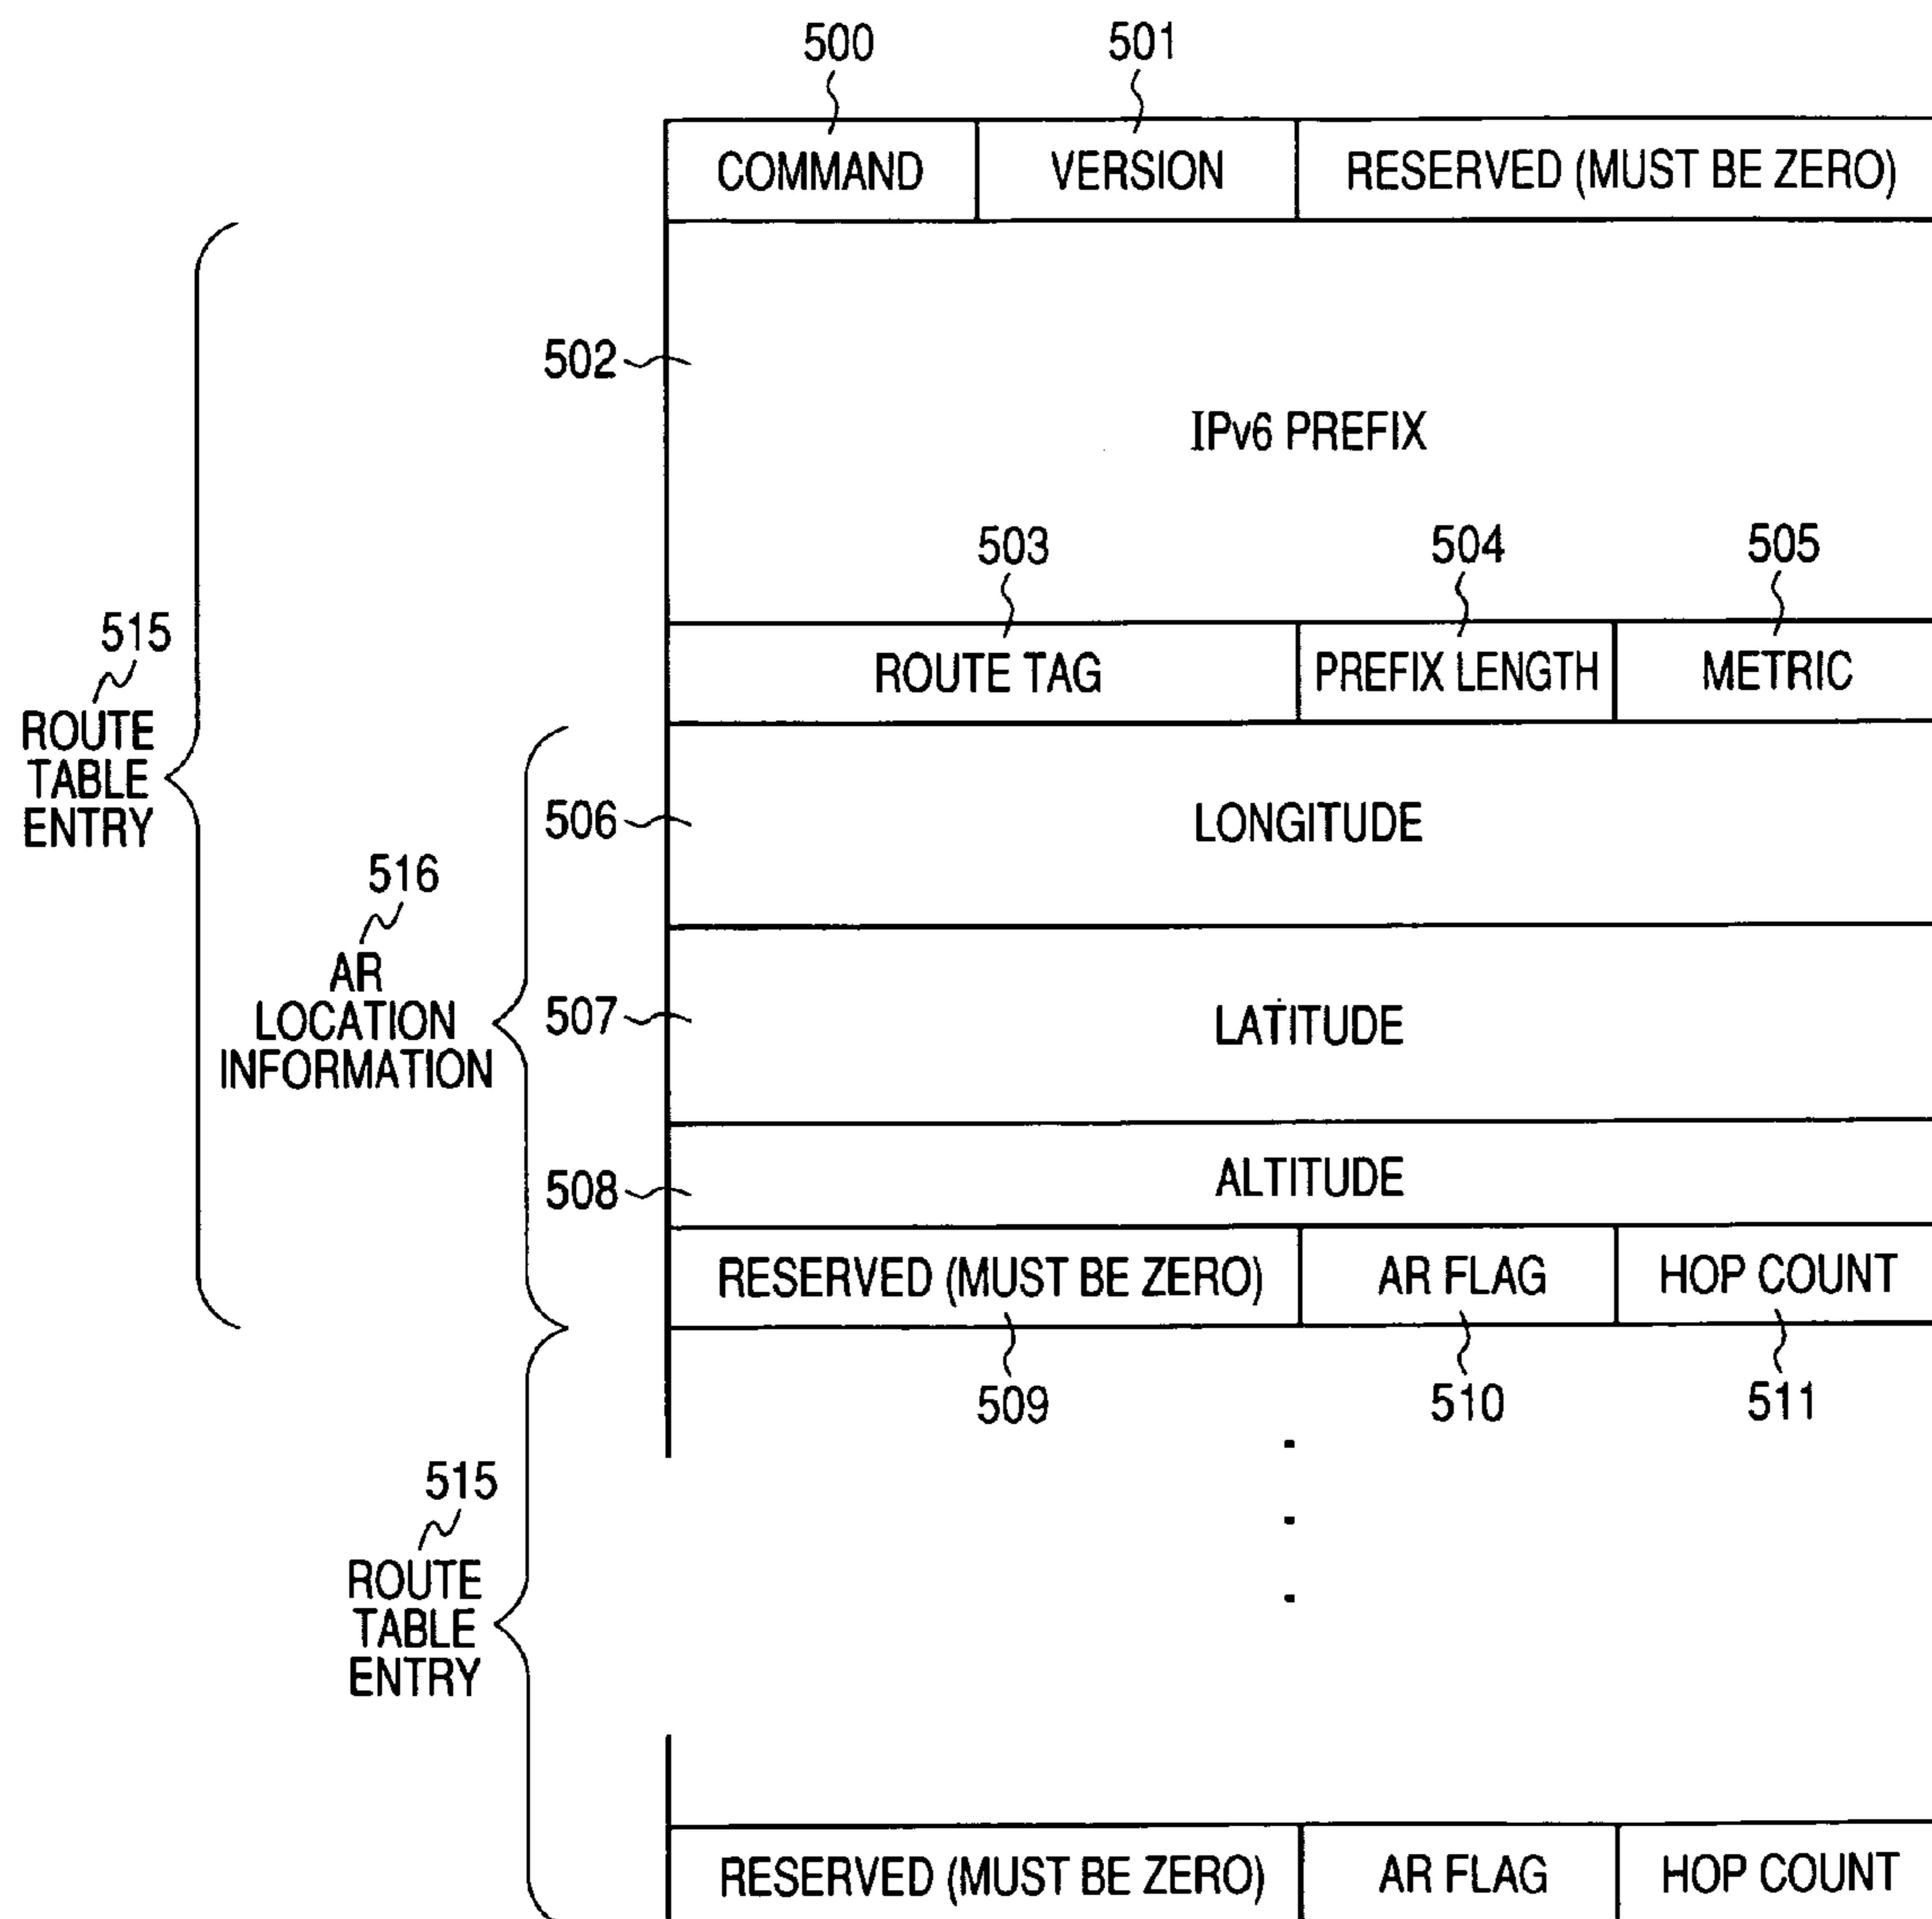 500
501
COMMAND
VERSION
RESERVED (MUST BE ZERO)
502
IPv6 PREFIX
503
504
505
515
ROUTE
TABLE
ENTRY
ROUTE TAG
PREFIX LENGTH
METRIC
506
LONGITUDE
516
AR
LOCATION
INFORMATION
507
LATITUDE
508
ALTITUDE
RESERVED (MUST BE ZERO)
AR FLAG
HOP COUNT
509
510
511
515
ROUTE
TABLE
ENTRY
RESERVED (MUST BE ZERO)
AR FLAG
HOP COUNT